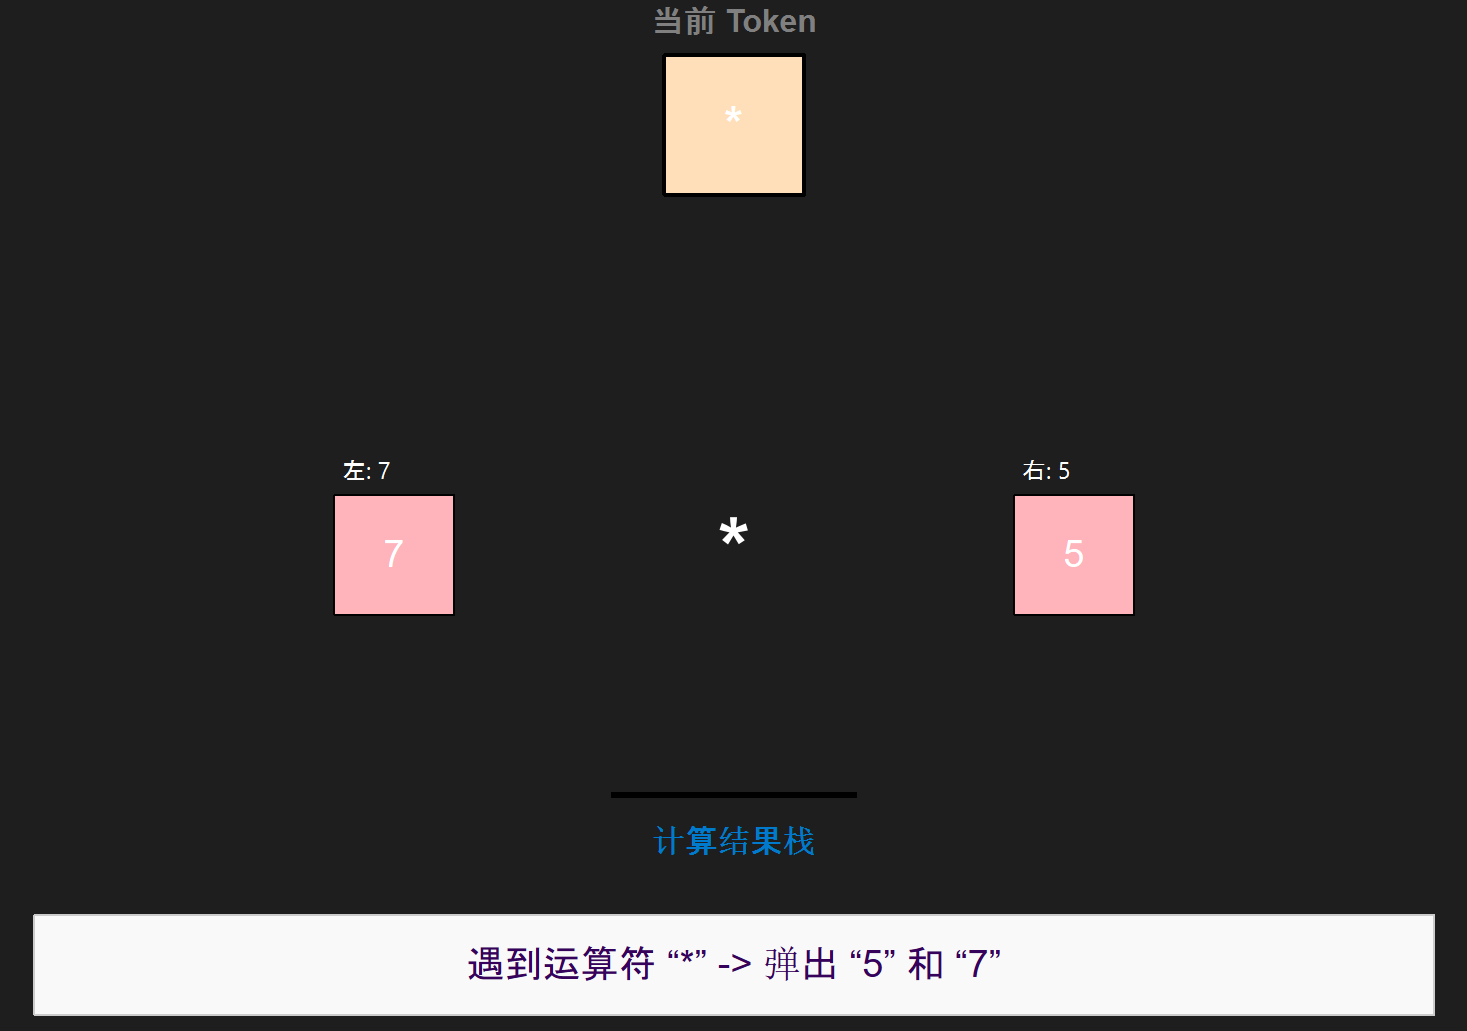 当前 Token
*
左: 7
右: 5
7
*
5
计算结果栈
遇到运算符 “*” -> 弹出 “5” 和 “7”